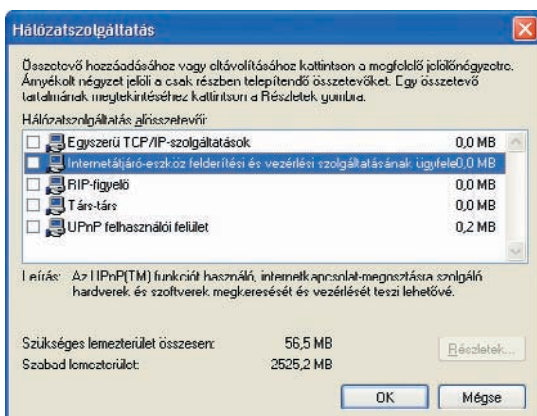 Hálózatszolgáltatás
Összetevő hozzáadásához vagy eltávolításához kattintson a megfelelő jelölőnégyzetre.
Árnyékolt négyzet jelöli a csak részben telepítendő összetevőket. Egy összetevő
tartalmának megtekintéséhez kattintson a Részletek gombra.
Hálózatszolgáltatás alösszetevői:
Egyszerű TCP/IP-szolgáltatások 0,0 MB
Internetátjáró-eszköz felderítési és vezérlési szolgáltatásának ügyfele 0,0 MB
RIP-figyelő 0,0 MB
Társ-társ 0,0 MB
UPnP felhasználói felület 0,2 MB
Leírás: Az UPnP(TM) funkciót használó, internetkapcsolat-megosztásra szolgáló
hardverek és szoftverek megkeresését és vezérlését teszi lehetővé.
Szükséges lemezterület összesen: 56,5 MB
Részletek...
Szabad lemezterület: 2525,2 MB
OK Mégse